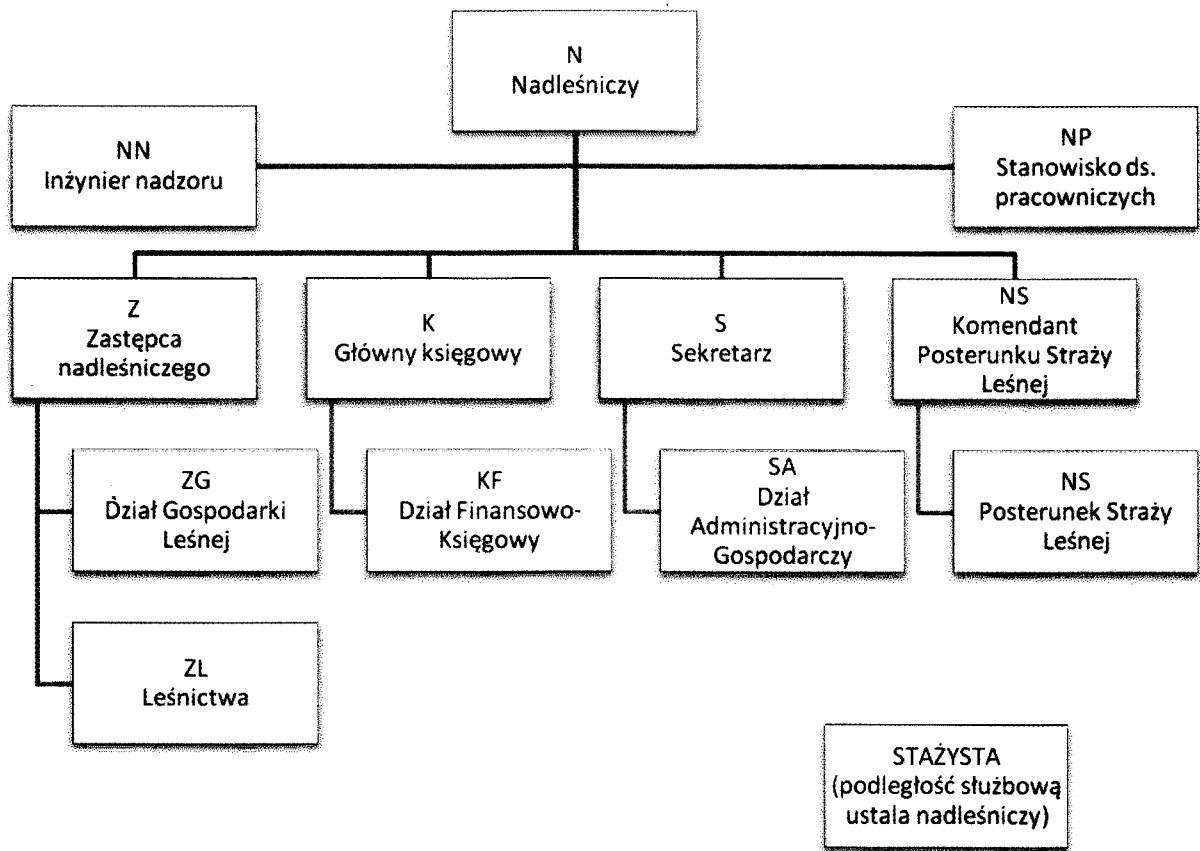 N
Nadleśniczy
NN
Inżynier nadzoru
NP
Stanowisko ds.
pracowniczych
Z
Zastępca
nadleśniczego
K
Główny księgowy
S
Sekretarz
NS
Komendant
Posterunku Straży
Leśnej
ZG
Dział Gospodarki
Leśnej
KF
Dział Finansowo-
Księgowy
SA
Dział
Administracyjno-
Gospodarczy
NS
Posterunek Straży
Leśnej
ZL
Leśnictwa
STAŻYSTA
(podległość służbową
ustala nadleśniczy)